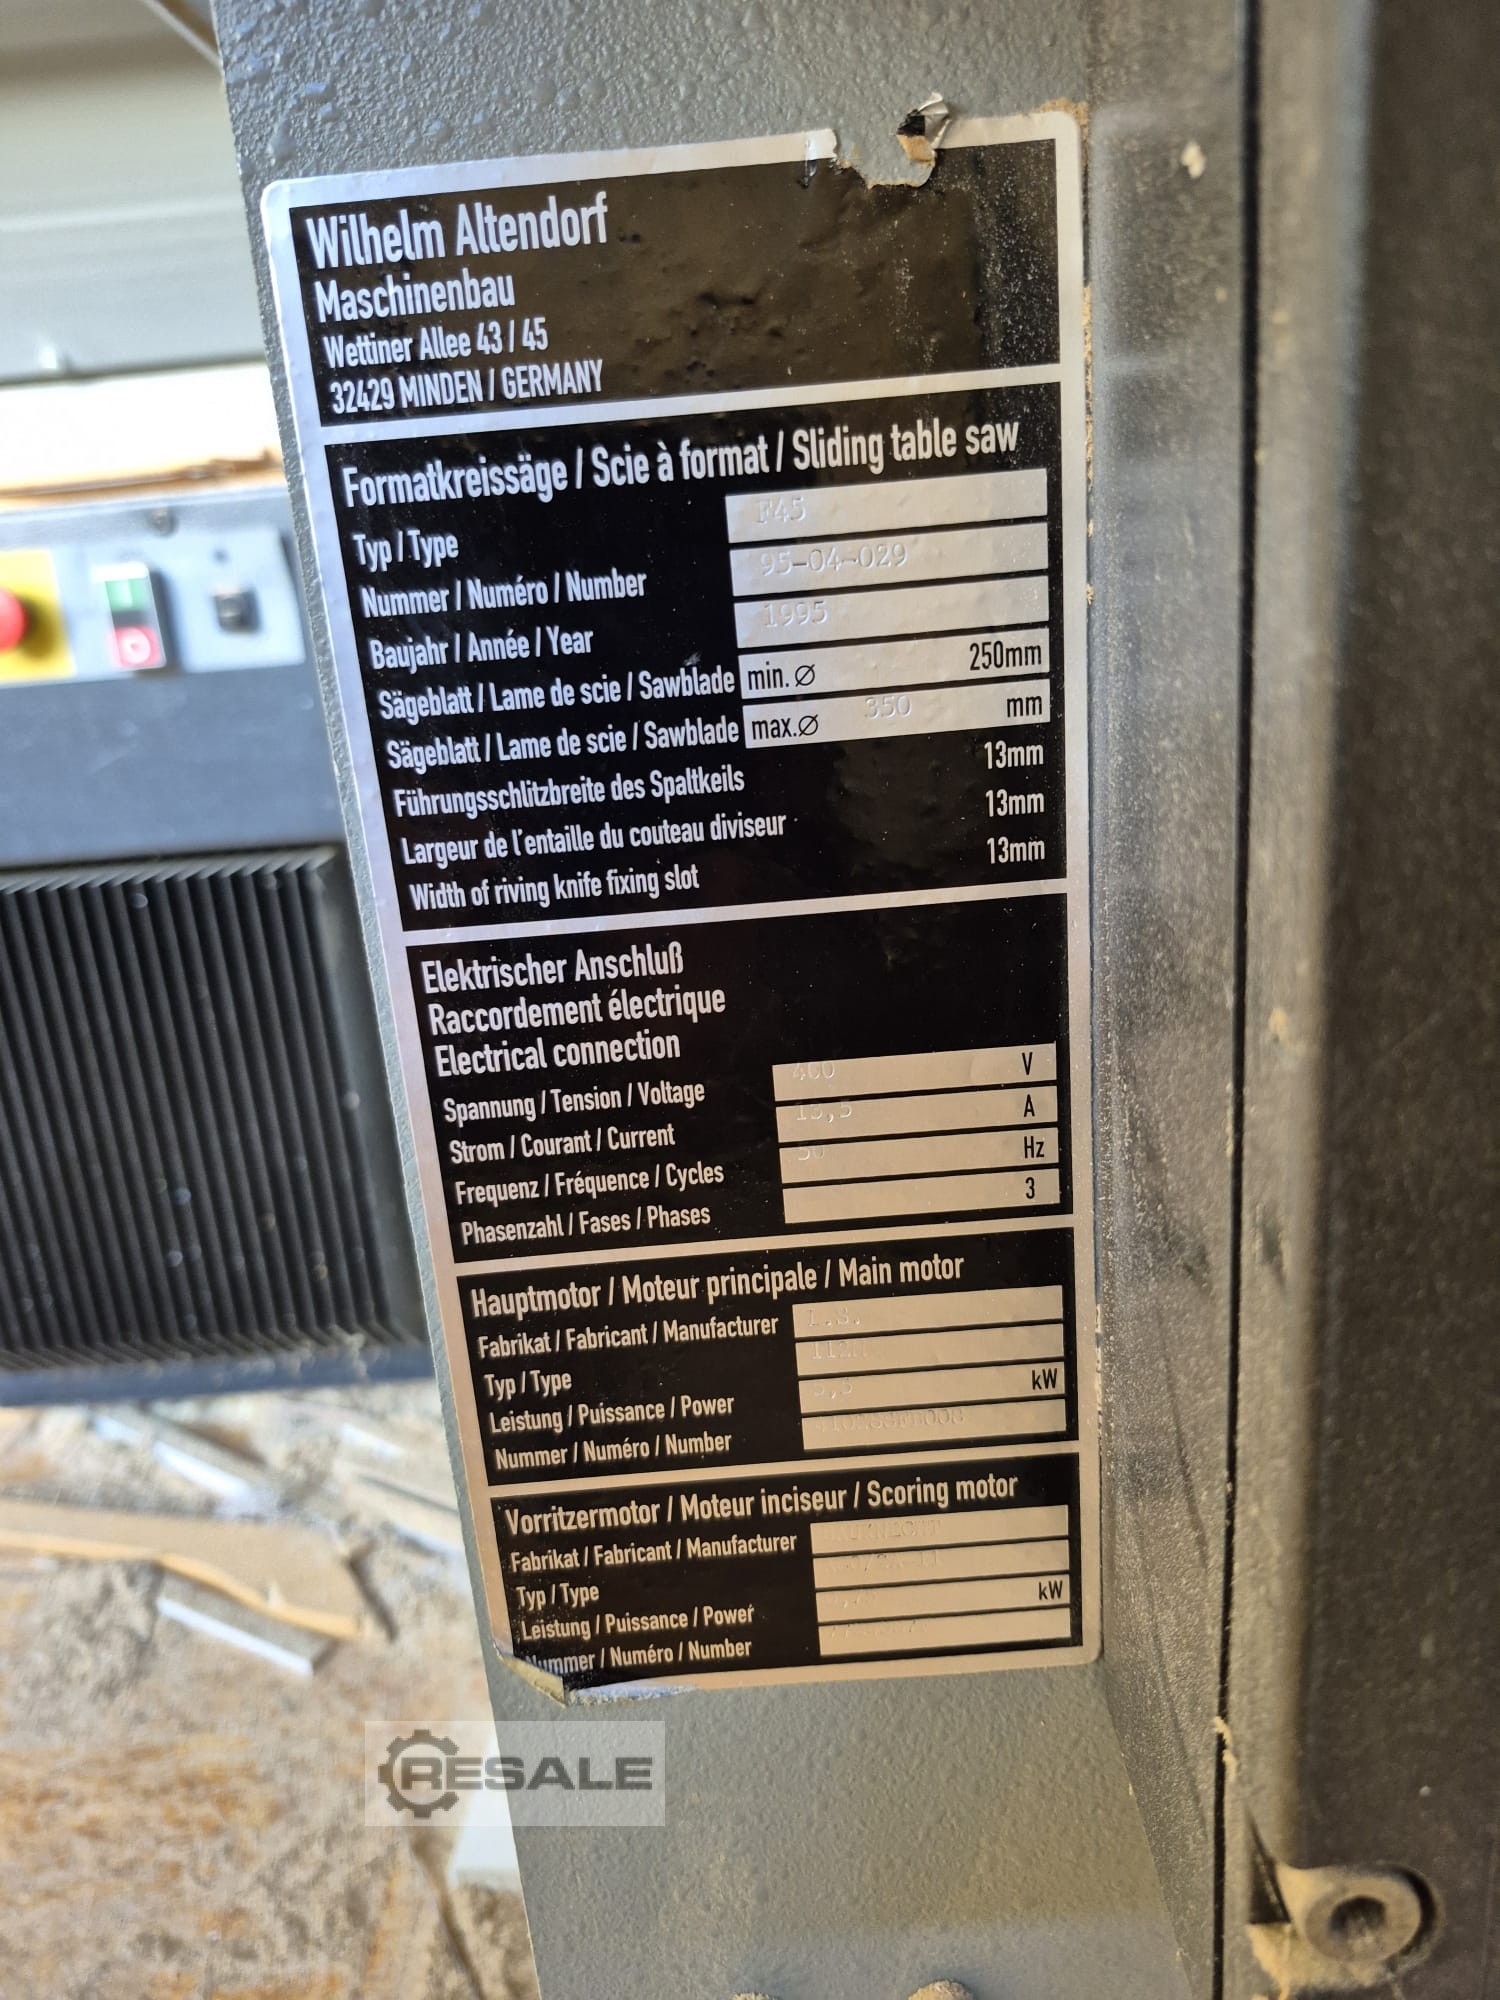 Wilhelm Altendorf
Maschinenbau
Wettiner Allee 43 / 45
32429 MINDEN / GERMANY
Formatkreissäge / Scie à format / Sliding table saw
Typ / Type F45
Nummer / Numéro / Number 95-04-029
Baujahr / Année / Year 1995
Sägeblatt / Lame de scie / Sawblade min. Ø 250mm
Sägeblatt / Lame de scie / Sawblade max.Ø 350 mm
Führungsschlitzbreite des Spaltkeils 13mm
Largeur de l'entaille du couteau diviseur 13mm
Width of riving knife fixing slot 13mm
Elektrischer Anschluß
Raccordement électrique
Electrical connection
Spannung / Tension / Voltage 400 V
Strom / Courant / Current A
Frequenz / Fréquence / Cycles 50 Hz
Phasenzahl / Fases / Phases 3
Hauptmotor / Moteur principale / Main motor
Fabrikat / Fabricant / Manufacturer
Typ / Type
Leistung / Puissance / Power kW
Nummer / Numéro / Number
Vorritzermotor / Moteur inciseur / Scoring motor
Fabrikat / Fabricant / Manufacturer
Typ / Type
Leistung / Puissance / Power kW
Nummer / Numéro / Number
RESALE